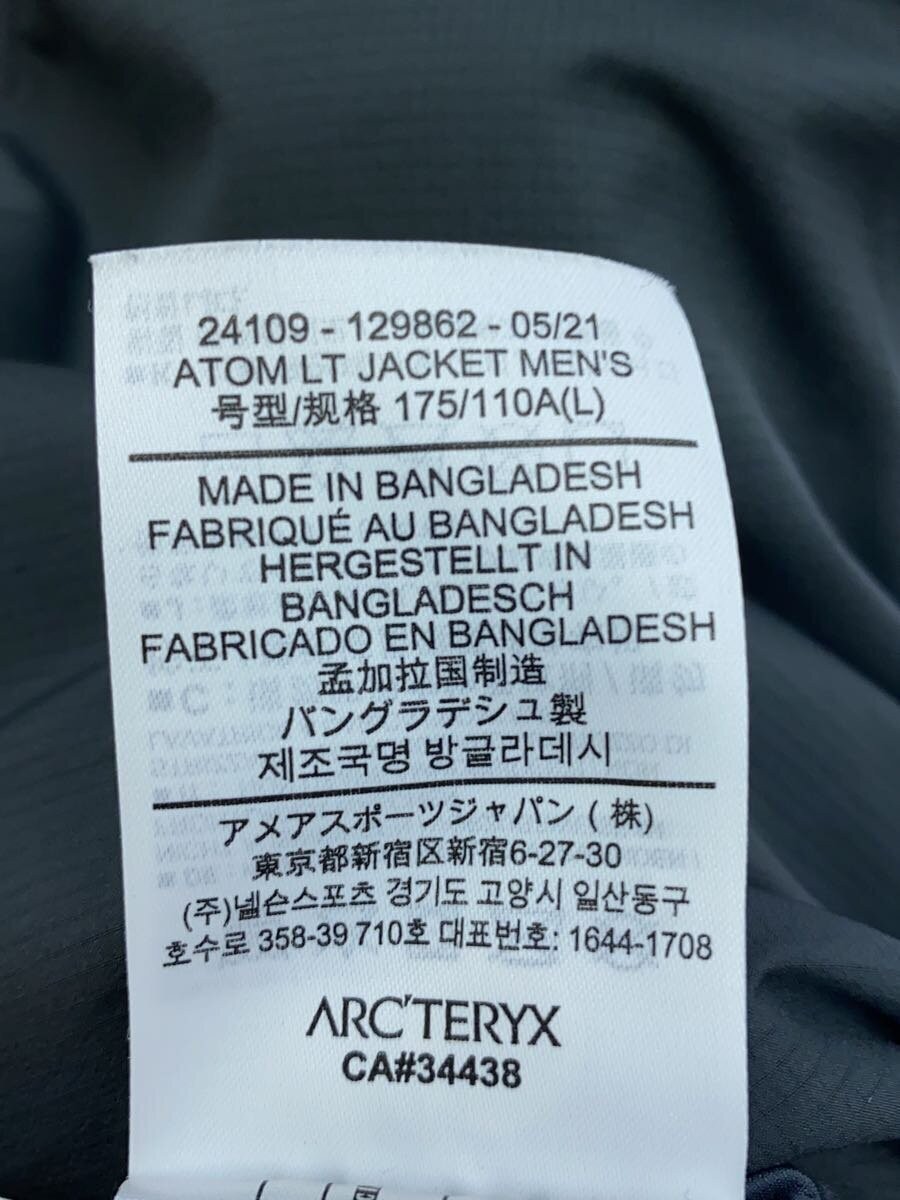 24109 - 129862 - 05/21
ATOM LT JACKET MEN'S
号型/规格 175/110A(L)
MADE IN BANGLADESH
FABRIQUÉ AU BANGLADESH
HERGESTELLT IN
BANGLADESCH
FABRICADO EN BANGLADESH
孟加拉国制造
バングラデシュ製
제조국명 방글라데시
アメアスポーツジャパン ( 株)
東京都新宿区新宿6-27-30
(주)넬슨스포츠 경기도 고양시 일산동구
호수로 358-39 710호 대표번호: 1644-1708
ARC'TERYX
CA#34438